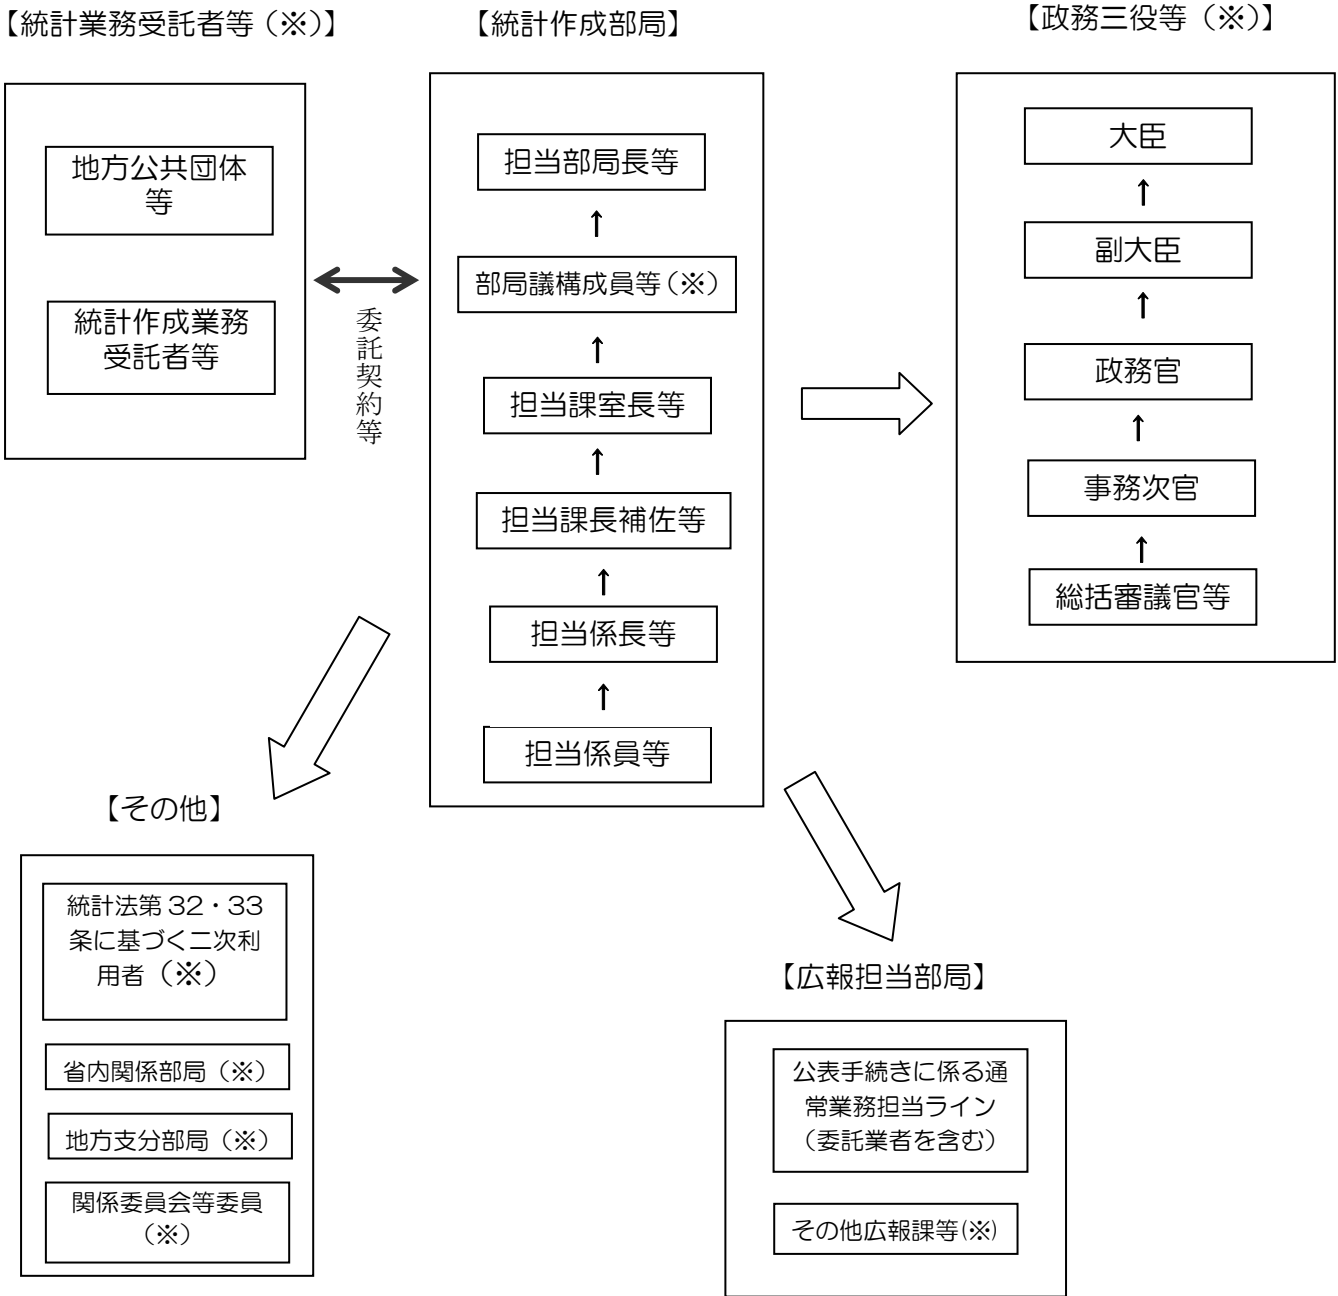 【統計業務受託者等（※）】
地方公共団体
等
統計作成業務
受託者等
委託契約等
【統計作成部局】
担当部局長等
↑
部局議構成員等（※）
↑
担当課室長等
↑
担当課長補佐等
↑
担当係長等
↑
担当係員等
【政務三役等（※）】
大臣
↑
副大臣
↑
政務官
↑
事務次官
↑
総括審議官等
【その他】
統計法第 32・33
条に基づく二次利
用者（※）
省内関係部局（※）
地方支分部局（※）
関係委員会等委員
（※）
【広報担当部局】
公表手続きに係る通
常業務担当ライン
（委託業者を含む）
その他広報課等(※)